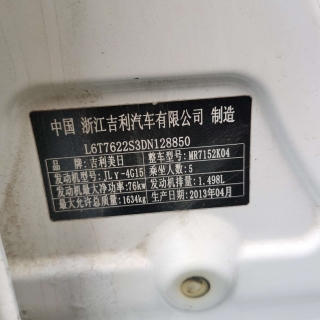 中国 浙江吉利汽车有限公司 制造
L6T7622S3DN128850
品 牌:吉利美日 整车型号:MR7152K04
发动机型号:JLγ-4G15 乘坐人数:5
发动机最大净功率:76kw 发动机排量:1.498L
最大允许总质量:1634kg 生产日期:2013年04月